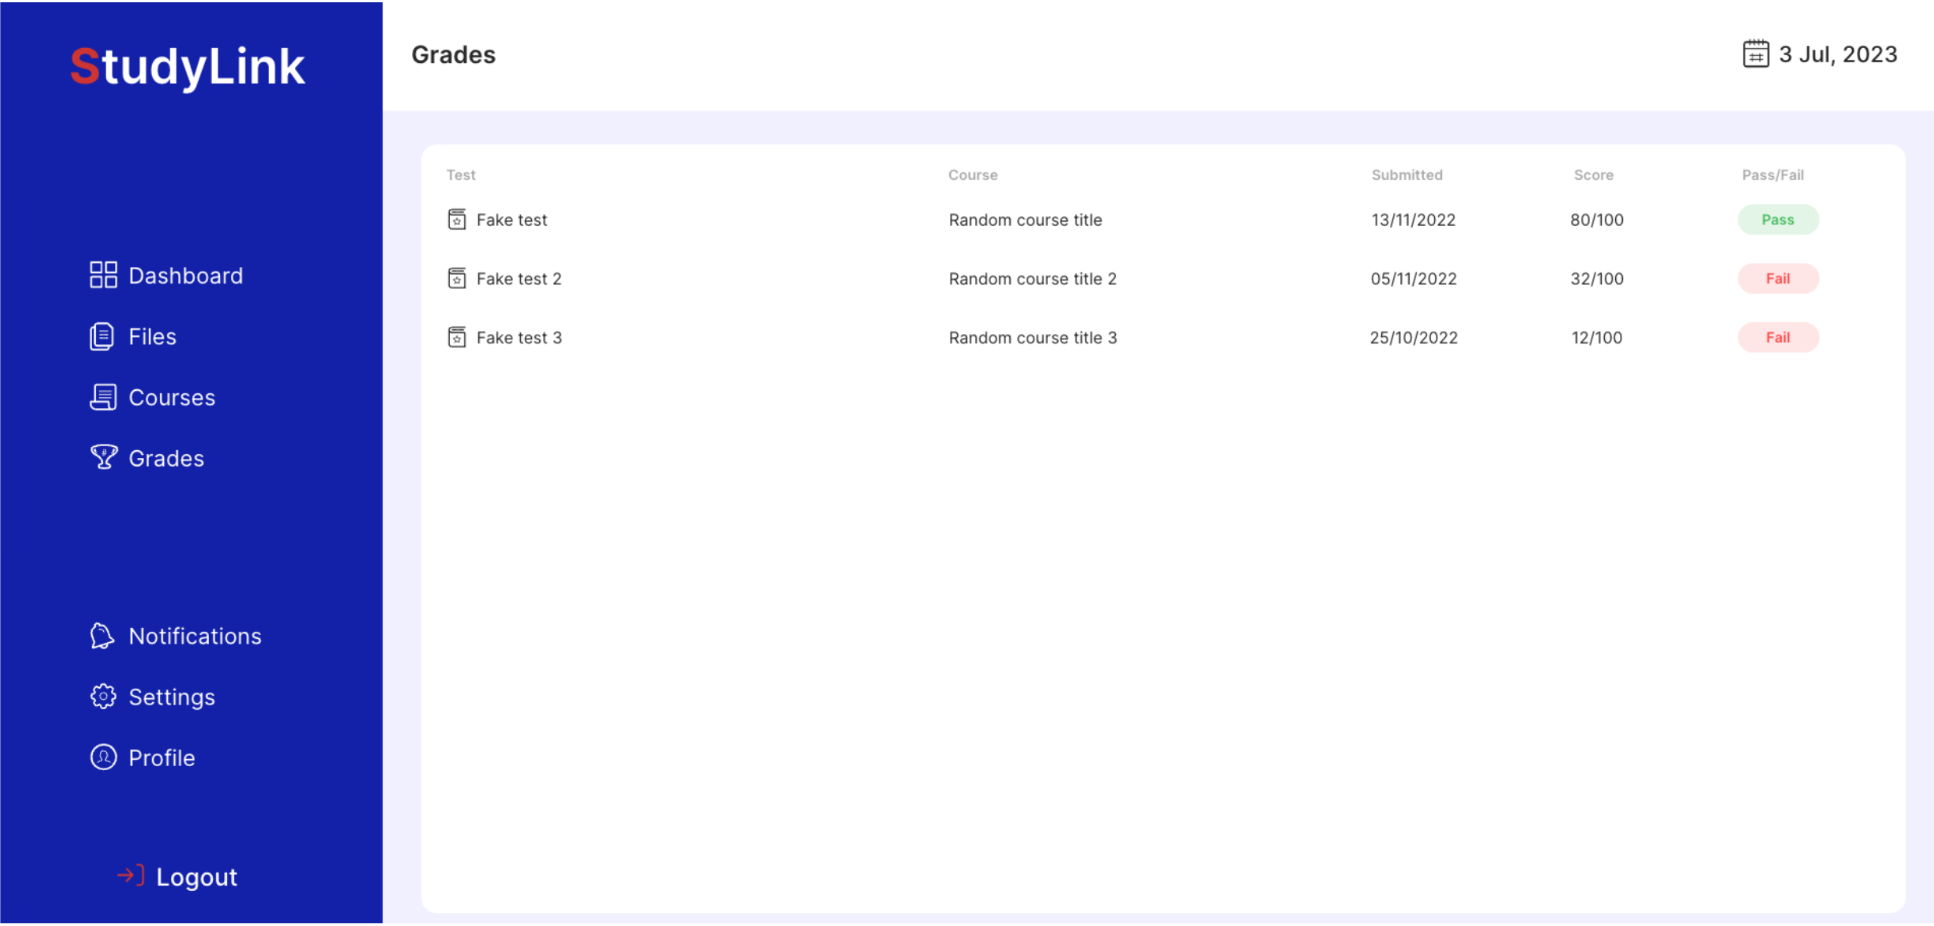 StudyLink
Dashboard
Files
Courses
Grades
Notifications
Settings
Profile
Logout
Grades
3 Jul, 2023
Test Course Submitted Score Pass/Fail
Fake test Random course title 13/11/2022 80/100 Pass
Fake test 2 Random course title 2 05/11/2022 32/100 Fail
Fake test 3 Random course title 3 25/10/2022 12/100 Fail